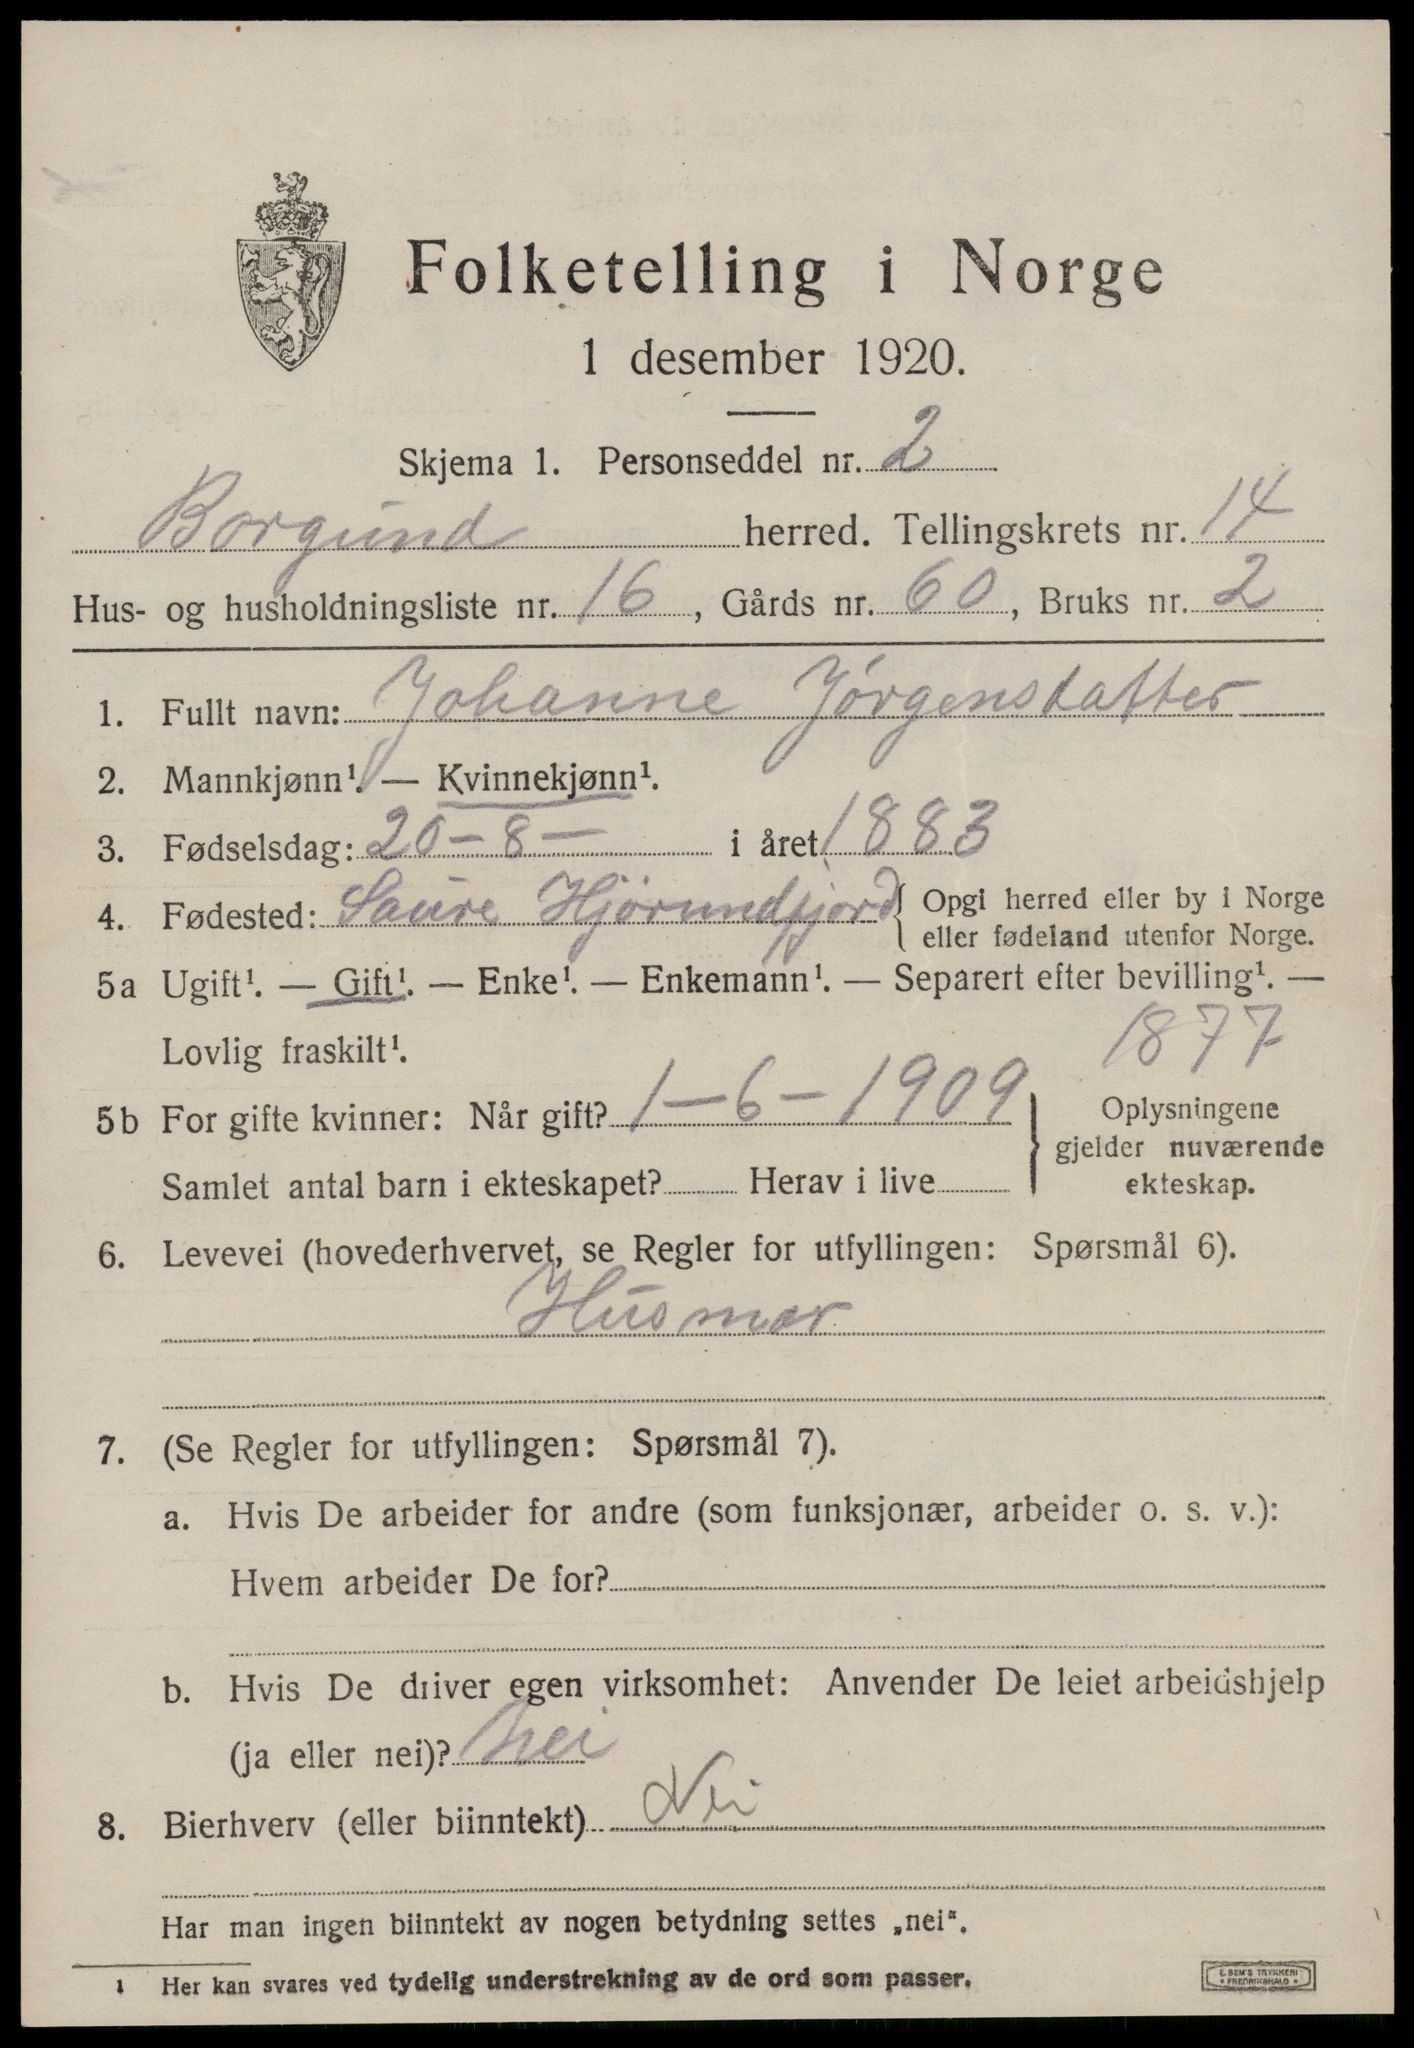 Folketelling i Norge
1 desember 1920.
Skjema 1. Personseddel nr. 2
Borgund herred. Tellingskrets nr. 14
Hus- og husholdningsliste nr. 16, Gårds nr. 60, Bruks nr. 2
1. Fullt navn: Johanne Jørgensdatter
2. Mannkjønn¹. — Kvinnekjønn¹.
3. Fødselsdag: 20-8- i året 1883
4. Fødested: Saure Hjørundfjord { Opgi herred eller by i Norge
eller fødeland utenfor Norge.
5a Ugift¹. — Gift¹. — Enke¹. — Enkemann¹. — Separert efter bevilling¹. —
Lovlig fraskilt¹. 1877
5b For gifte kvinner: Når gift? 1-6-1909 } Oplysningene
gjelder nuværende
Samlet antal barn i ekteskapet? Herav i live ekteskap.
6. Levevei (hovederhvervet, se Regler for utfyllingen: Spørsmål 6).
Husmor
7. (Se Regler for utfyllingen: Spørsmål 7).
a. Hvis De arbeider for andre (som funksjonær, arbeider o. s. v.):
Hvem arbeider De for?
b. Hvis De driver egen virksomhet: Anvender De leiet arbeidshjelp
(ja eller nei)? nei
8. Bierhverv (eller biinntekt) Nei
Har man ingen biinntekt av nogen betydning settes „nei".
1 Her kan svares ved tydelig understrekning av de ord som passer.
E. SEM'S TRYKKERI
FREDRIKSHALD